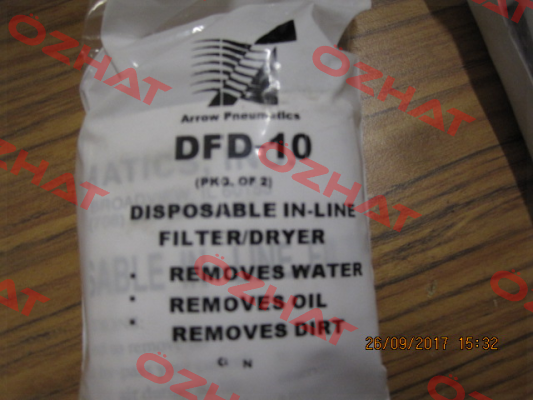 Arrow Pneumatics
DFD-10
(PKG. OF 2)
DISPOSABLE IN-LINE
FILTER/DRYER
• REMOVES WATER
• REMOVES OIL
• REMOVES DIRT
26/09/2017 15:32
OZHAT
OZHAT
OZHAT
OZHAT
OZHAT
OZHAT